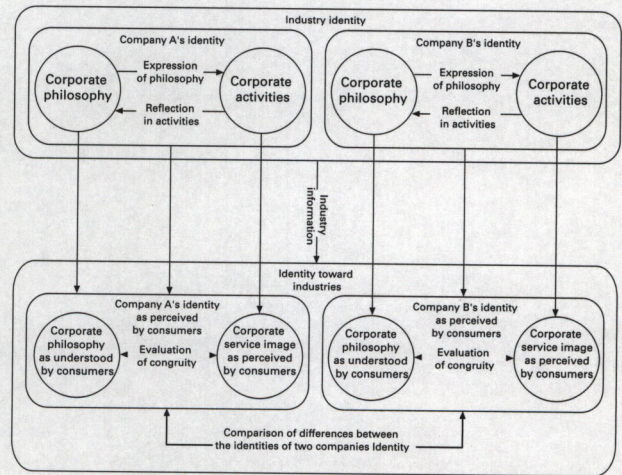 Industry identity
Company A's identity
Corporate
philosophy
Expression
of philosophy
Reflection
in activities
Corporate
activities
Company B's identity
Corporate
philosophy
Expression
of philosophy
Reflection
in activities
Corporate
activities
Industry
information
Identity toward
industries
Company A's identity
as perceived
by consumers
Corporate
philosophy
as understood
by consumers
Evaluation
of congruity
Corporate
service image
as perceived
by consumers
Company B's identity
as perceived
by consumers
Corporate
philosophy
as understood
by consumers
Evaluation
of congruity
Corporate
service image
as perceived
by consumers
Comparison of differences between
the identities of two companies Identity